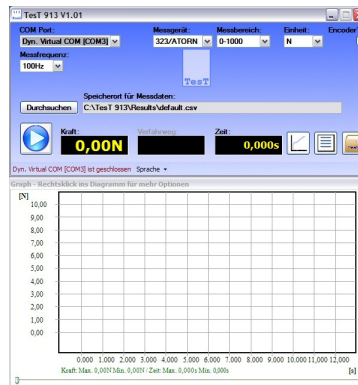 TesT 913 V1.01
COM Port: Messgerät: Messbereich: Einheit: Encoder
Dyn. Virtual COM [COM3] 323/ATORN 0-1000 N
Messfrequenz:
100Hz
TesT
Speicherort für Messdaten:
Durchsuchen C:\TesT 913\Results\default.csv
Kraft: Verfahrweg: Zeit:
0,00N 0,000s
Dyn. Virtual COM [COM3] ist geschlossen Sprache
Graph - Rechtsklick ins Diagramm für mehr Optionen
[N]
10,00
9,00
8,00
7,00
6,00
5,00
4,00
3,00
2,00
1,00
0,00
0.000 1.000 2.000 3.000 4.000 5.000 6.000 7.000 8.000 9.000 10.000 11,000 12,000
Kraft: Max. 0,00N Min. 0,00N / Zeit: Max. 0,000s Min. 0,000s [s]